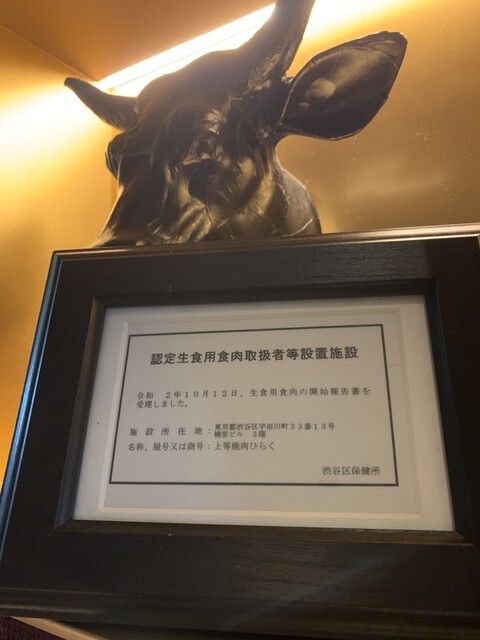 認定生食用食肉取扱者等設置施設
令和　2年10月12日、生食用食肉の開始報告書を
受理しました。
施設所在地：東京都渋谷区宇田川町33番13号
楠原ビル　3階
名称、屋号又は商号：上等焼肉ひらく
渋谷区保健所